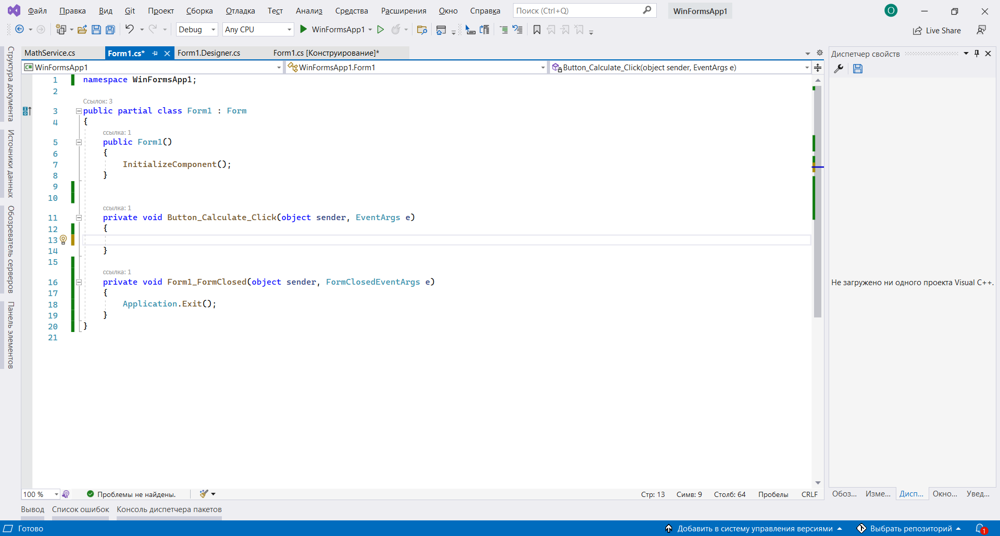 Файл Правка Вид Git Проект Сборка Отладка Тест Анализ Средства Расширения Окно Справка Поиск (Ctrl+Q) WinFormsApp1 O
Debug Any CPU WinFormsApp1 Live Share
MathService.cs Form1.cs* Form1.Designer.cs Form1.cs [Конструирование]*
C# WinFormsApp1 WinFormsApp1.Form1 Button_Calculate_Click(object sender, EventArgs e)
Структура документа
Источники данных
Обозреватель серверов
Панель элементов
1 namespace WinFormsApp1;
2
Ссылок: 3
3 public partial class Form1 : Form
4 {
ссылка: 1
5 public Form1()
6 {
7 InitializeComponent();
8 }
9
10
ссылка: 1
11 private void Button_Calculate_Click(object sender, EventArgs e)
12 {
13
14 }
15
ссылка: 1
16 private void Form1_FormClosed(object sender, FormClosedEventArgs e)
17 {
18 Application.Exit();
19 }
20 }
21
Диспетчер свойств
Не загружено ни одного проекта Visual C++.
100 % Проблемы не найдены. Стр: 13 Симв: 9 Столб: 64 Пробелы CRLF
Обоз... Изме... Дисп... Окно... Увед...
Вывод Список ошибок Консоль диспетчера пакетов
Готово Добавить в систему управления версиями Выбрать репозиторий 1